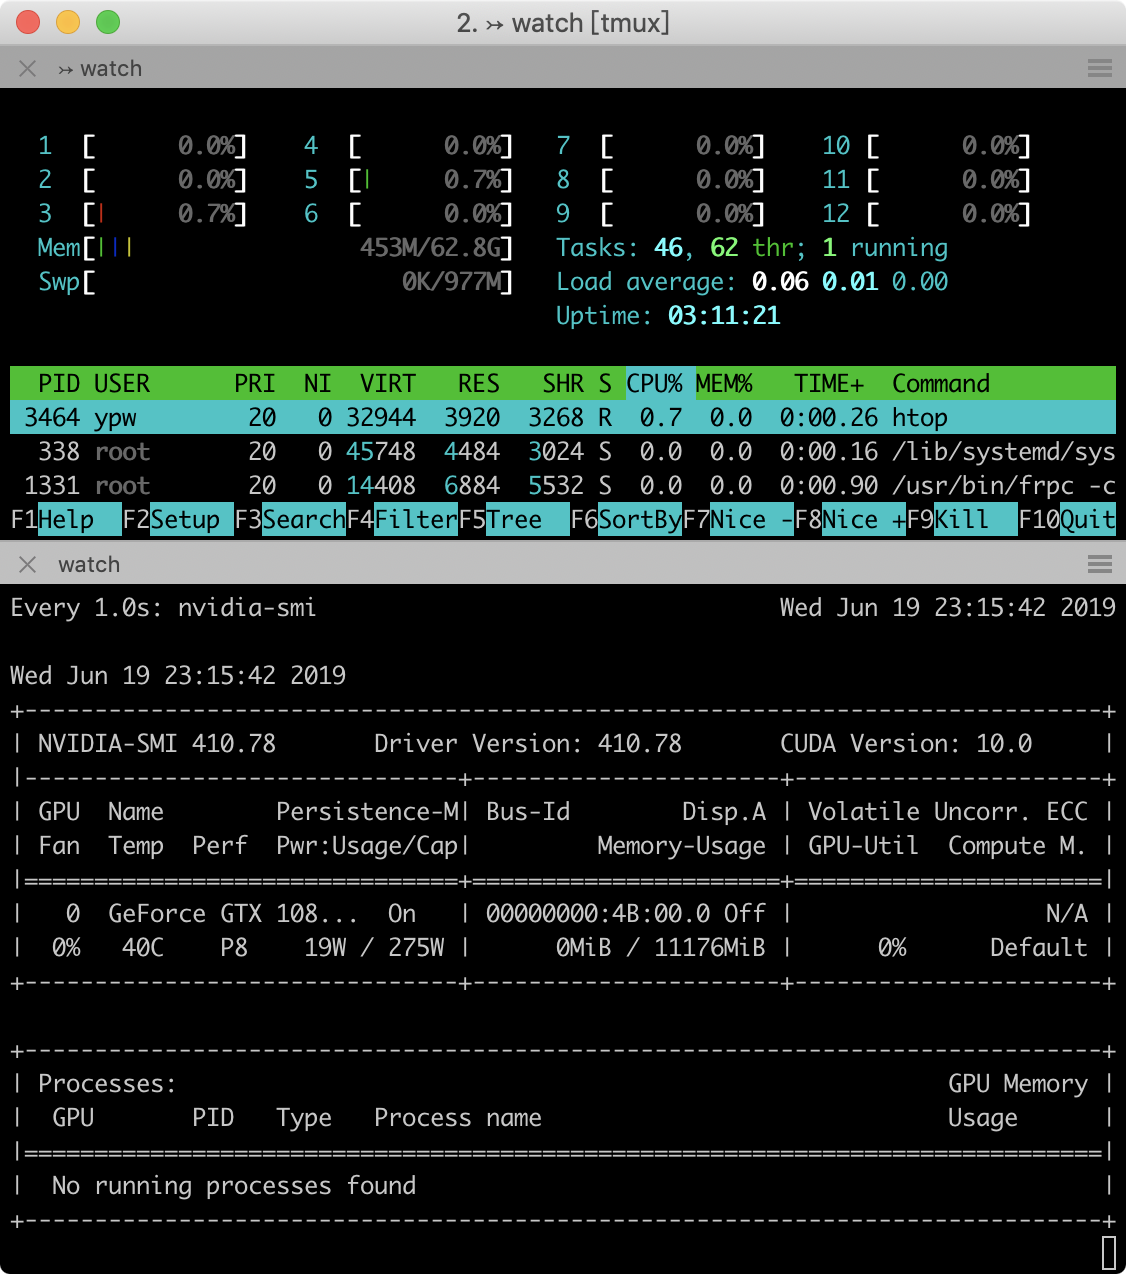 2. ↣ watch [tmux]
↣ watch
1 [ 0.0%] 4 [ 0.0%] 7 [ 0.0%] 10 [ 0.0%]
2 [ 0.0%] 5 [| 0.7%] 8 [ 0.0%] 11 [ 0.0%]
3 [| 0.7%] 6 [ 0.0%] 9 [ 0.0%] 12 [ 0.0%]
Mem[||| 453M/62.8G] Tasks: 46, 62 thr; 1 running
Swp[ 0K/977M] Load average: 0.06 0.01 0.00
Uptime: 03:11:21
PID USER PRI NI VIRT RES SHR S CPU% MEM% TIME+ Command
3464 ypw 20 0 32944 3920 3268 R 0.7 0.0 0:00.26 htop
338 root 20 0 45748 4484 3024 S 0.0 0.0 0:00.16 /lib/systemd/sys
1331 root 20 0 14408 6884 5532 S 0.0 0.0 0:00.90 /usr/bin/frpc -c
F1Help F2Setup F3SearchF4FilterF5Tree F6SortByF7Nice -F8Nice +F9Kill F10Quit
watch
Every 1.0s: nvidia-smi Wed Jun 19 23:15:42 2019
Wed Jun 19 23:15:42 2019
+-----------------------------------------------------------------------------+
| NVIDIA-SMI 410.78       Driver Version: 410.78       CUDA Version: 10.0     |
|-------------------------------+----------------------+----------------------+
| GPU  Name        Persistence-M| Bus-Id        Disp.A | Volatile Uncorr. ECC |
| Fan  Temp  Perf  Pwr:Usage/Cap|         Memory-Usage | GPU-Util  Compute M. |
|===============================+======================+======================|
|   0  GeForce GTX 108...  On   | 00000000:4B:00.0 Off |                  N/A |
|  0%   40C    P8    19W / 275W |      0MiB / 11176MiB |      0%      Default |
+-------------------------------+----------------------+----------------------+
+-----------------------------------------------------------------------------+
| Processes:                                                       GPU Memory |
|  GPU       PID   Type   Process name                             Usage      |
|=============================================================================|
|  No running processes found                                                 |
+-----------------------------------------------------------------------------+